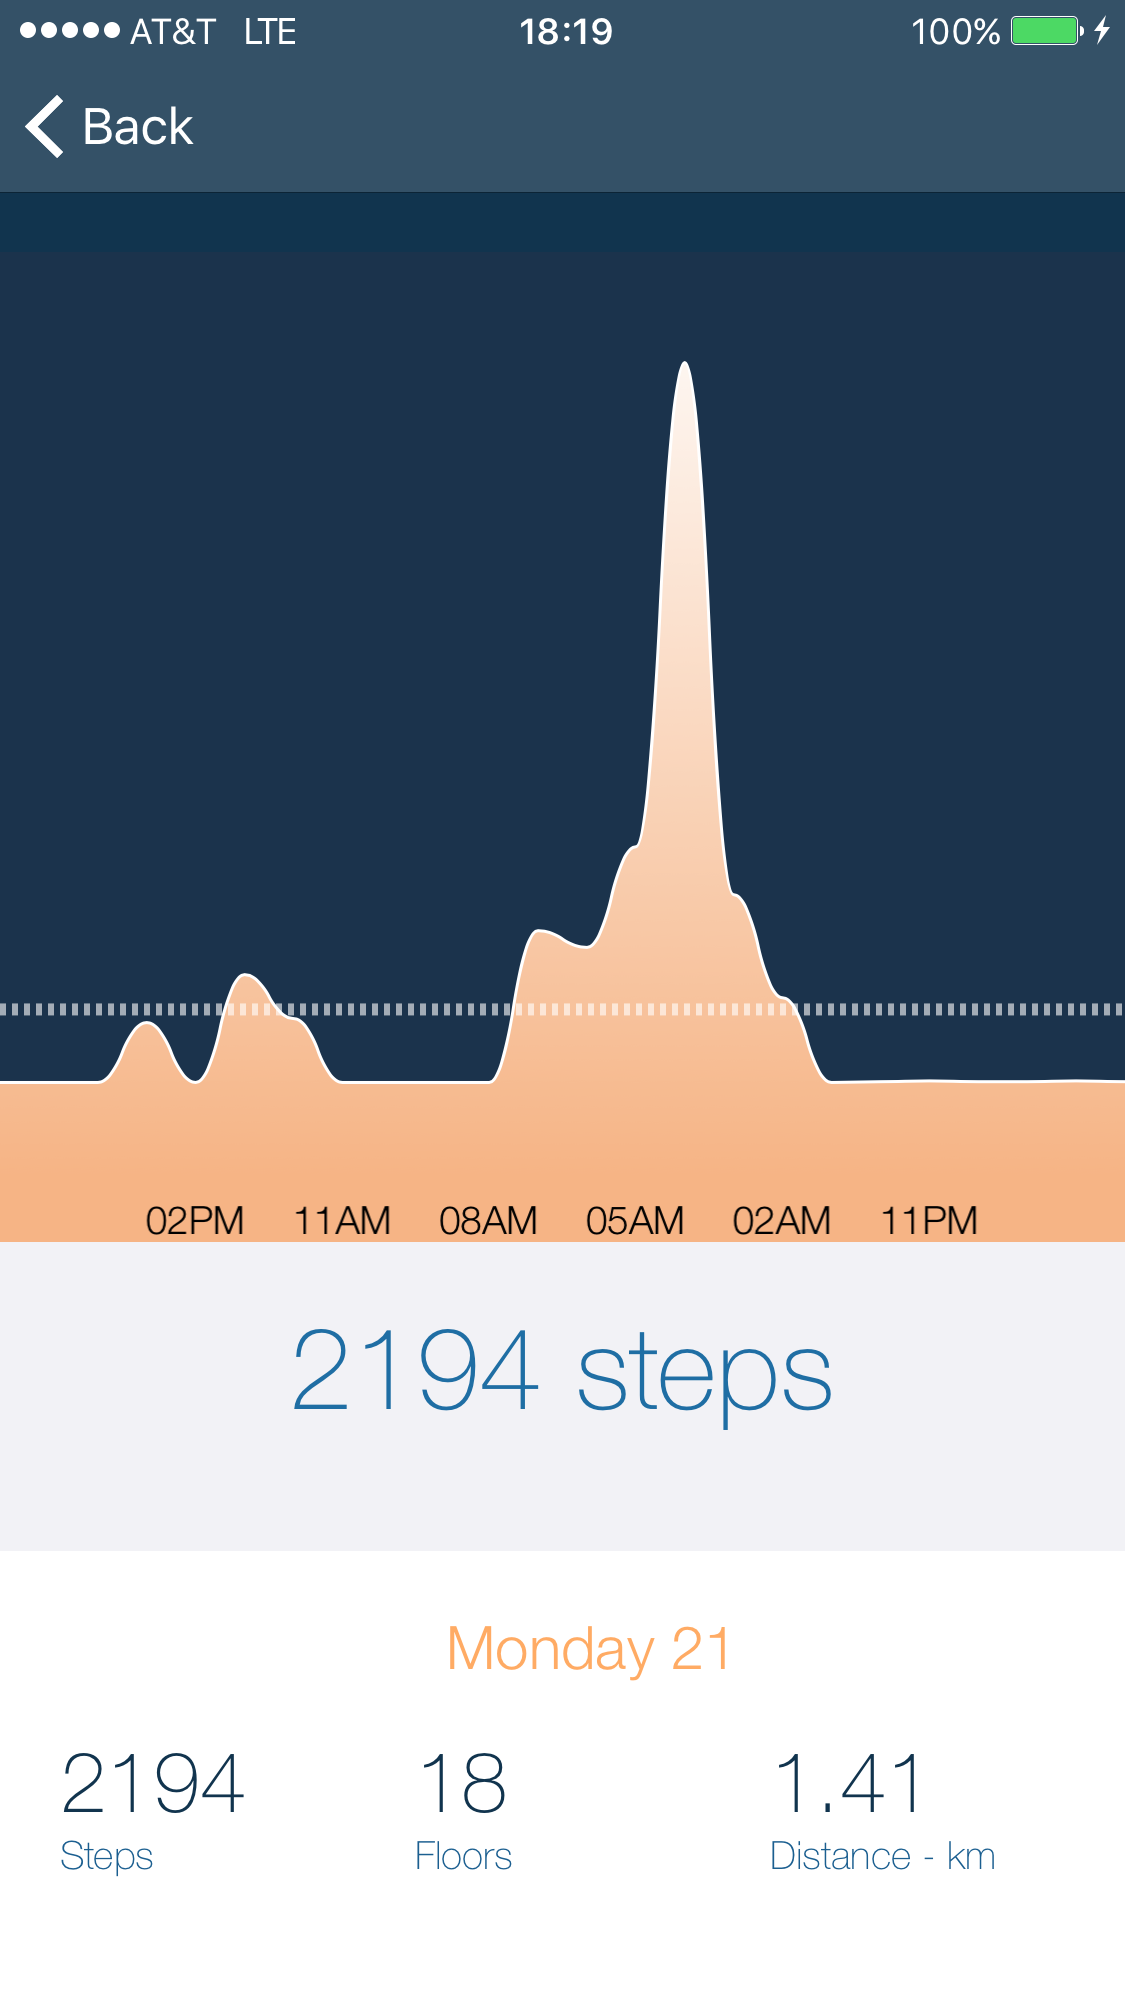 AT&T LTE 18:19 100%
Back
02PM 11AM 08AM 05AM 02AM 11PM
2194 steps
Monday 21
2194 18 1.41
Steps Floors Distance - km